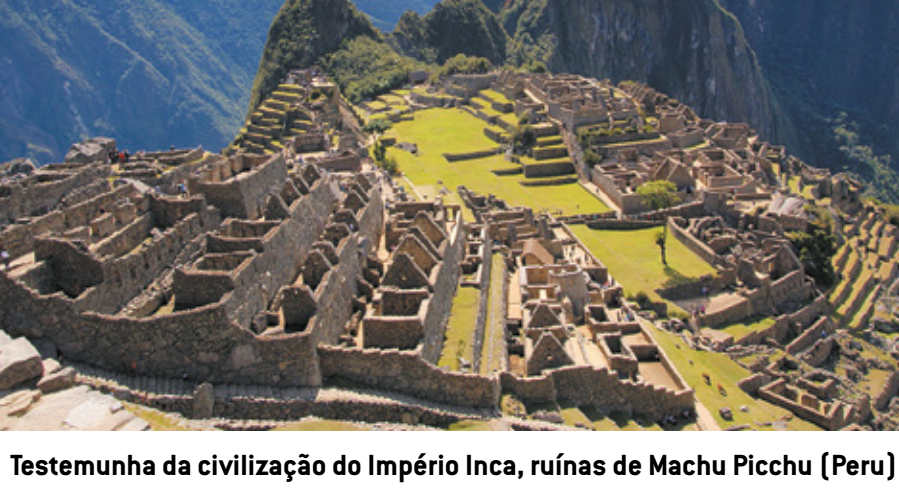 Testemunha da civilização do Império Inca, ruínas de Machu Picchu (Peru)